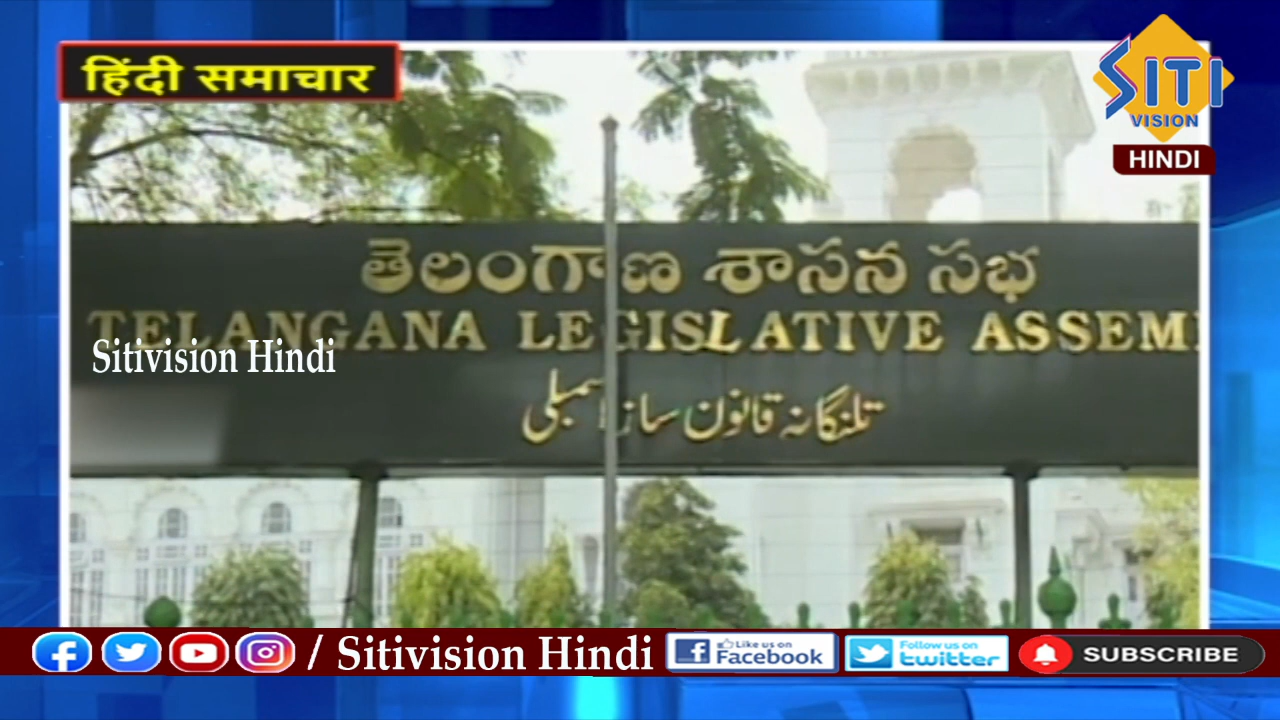 हिंदी समाचार
SITI
VISION
HINDI
తెలంగాణ శాసన సభ
TELANGANA LEGISLATIVE ASSEM
Sitivision Hindi
تلنگانہ قانون ساز اسمبلی
/ Sitivision Hindi
Like us on
Facebook
Follow us on
twitter
SUBSCRIBE